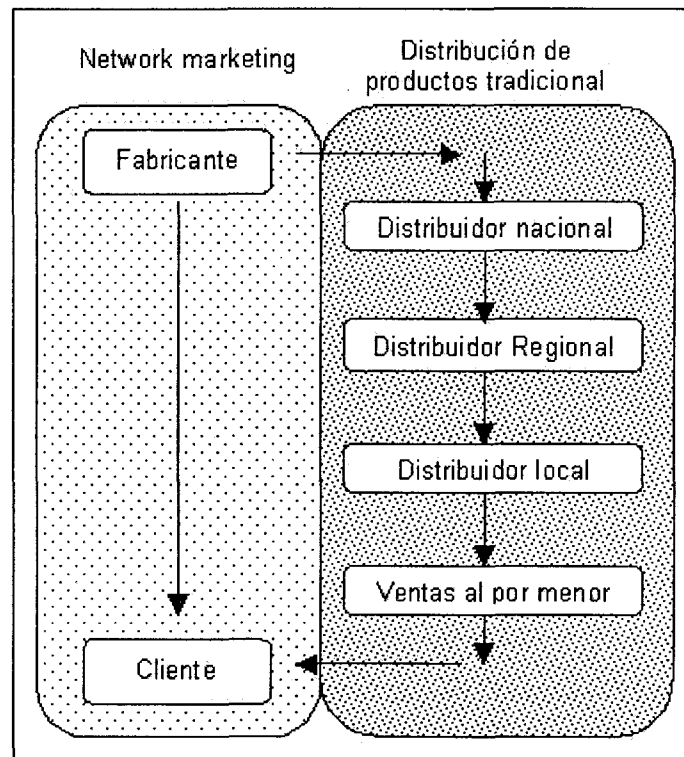 Network marketing
Distribución de
productos tradicional
Fabricante
Distribuidor nacional
Distribuidor Regional
Distribuidor local
Ventas al por menor
Cliente